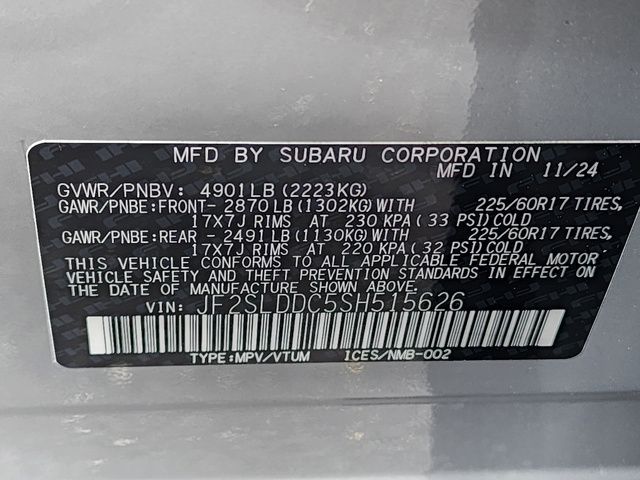 MFD BY SUBARU CORPORATION
MFD IN 11/24
GVWR/PNBV: 4901LB(2223KG)
GAWR/PNBE:FRONT-2870LB(1302KG)WITH 225/60R17 TIRES,
17X7J RIMS AT 230 KPA(33 PSI)COLD
GAWR/PNBE:REAR -2491LB(1130KG)WITH 225/60R17 TIRES,
17X7J RIMS AT 220KPA(32 PSI)COLD
THIS VEHICLE CONFORMS TO ALL APPLICABLE FEDERAL MOTOR
VEHICLE SAFETY AND THEFT PREVENTION STANDARDS IN EFFECT ON
THE DATE OF MANUFACTURE SHOWN ABOVE.
VIN: JF2SLDDC5SH515626
TYPE:MPV/VTUM ICES/NMB-002